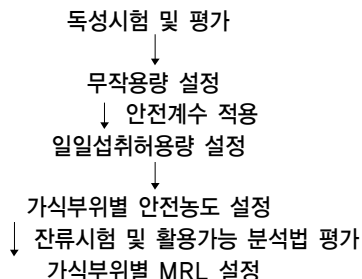 독성시험 및 평가
무작용량 설정
안전계수 적용
일일섭취허용량 설정
가식부위별 안전농도 설정
잔류시험 및 활용가능 분석법 평가
가식부위별 MRL 설정